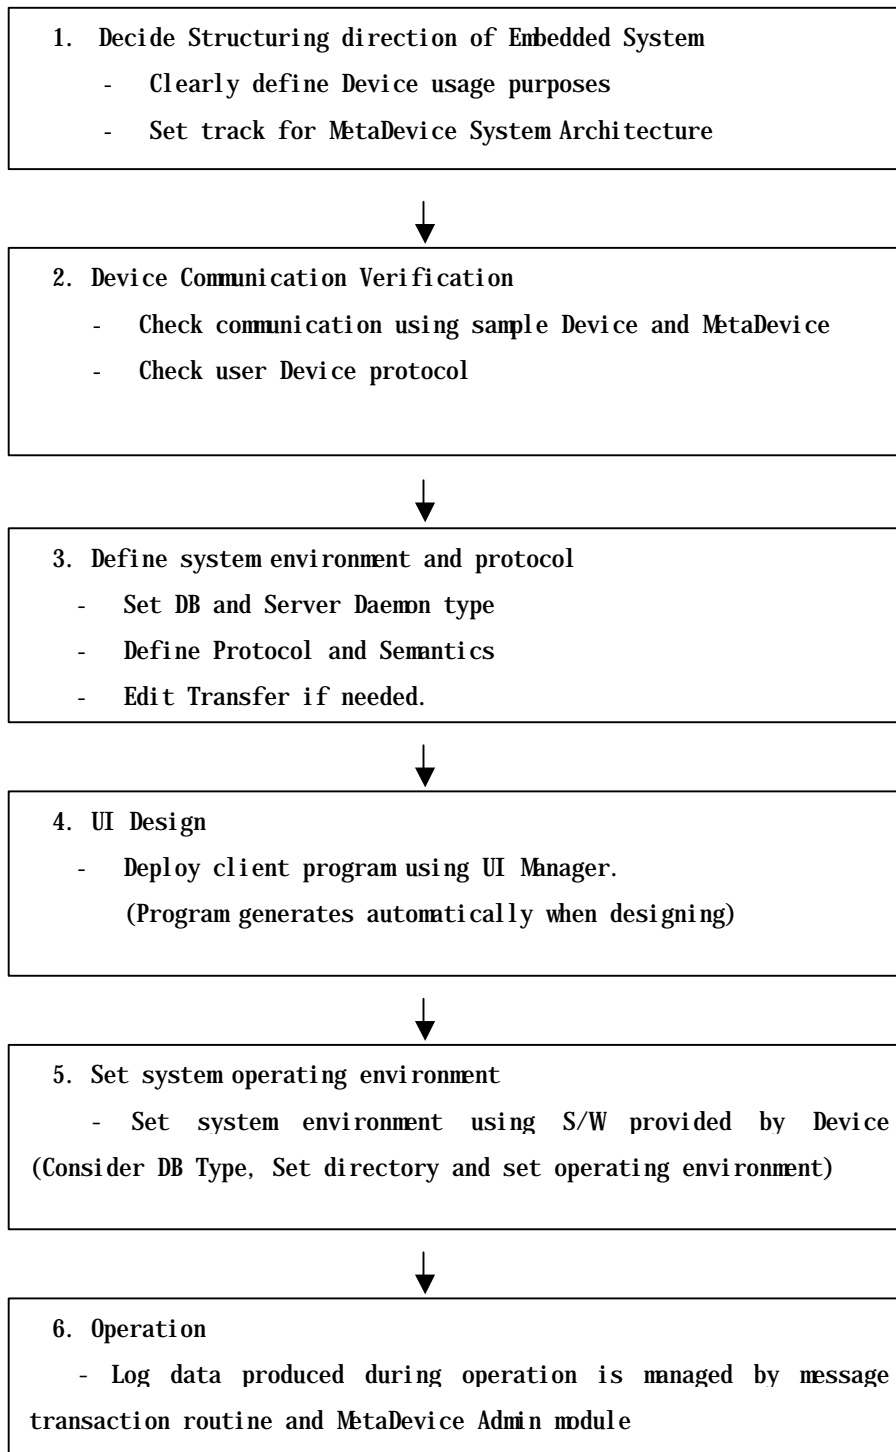 1. Decide Structuring direction of Embedded System
- Clearly define Device usage purposes
- Set track for MetaDevice System Architecture
2. Device Communication Verification
- Check communication using sample Device and MetaDevice
- Check user Device protocol
3. Define system environment and protocol
- Set DB and Server Daemon type
- Define Protocol and Semantics
- Edit Transfer if needed.
4. UI Design
- Deploy client program using UI Manager.
(Program generates automatically when designing)
5. Set system operating environment
- Set system environment using S/W provided by Device
(Consider DB Type, Set directory and set operating environment)
6. Operation
- Log data produced during operation is managed by message
transaction routine and MetaDevice Admin module